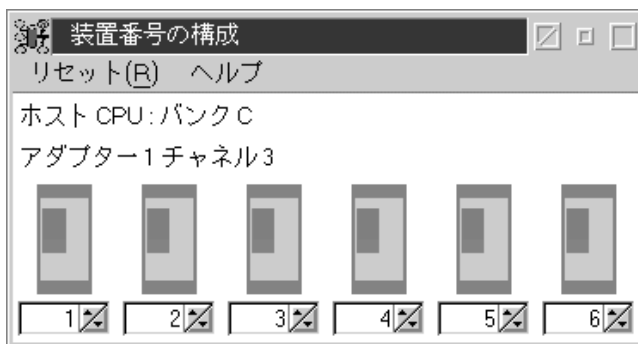 装置番号の構成
リセット(R) ヘルプ
ホスト CPU : バンク C
アダプター 1 チャネル 3
1 2 3 4 5 6